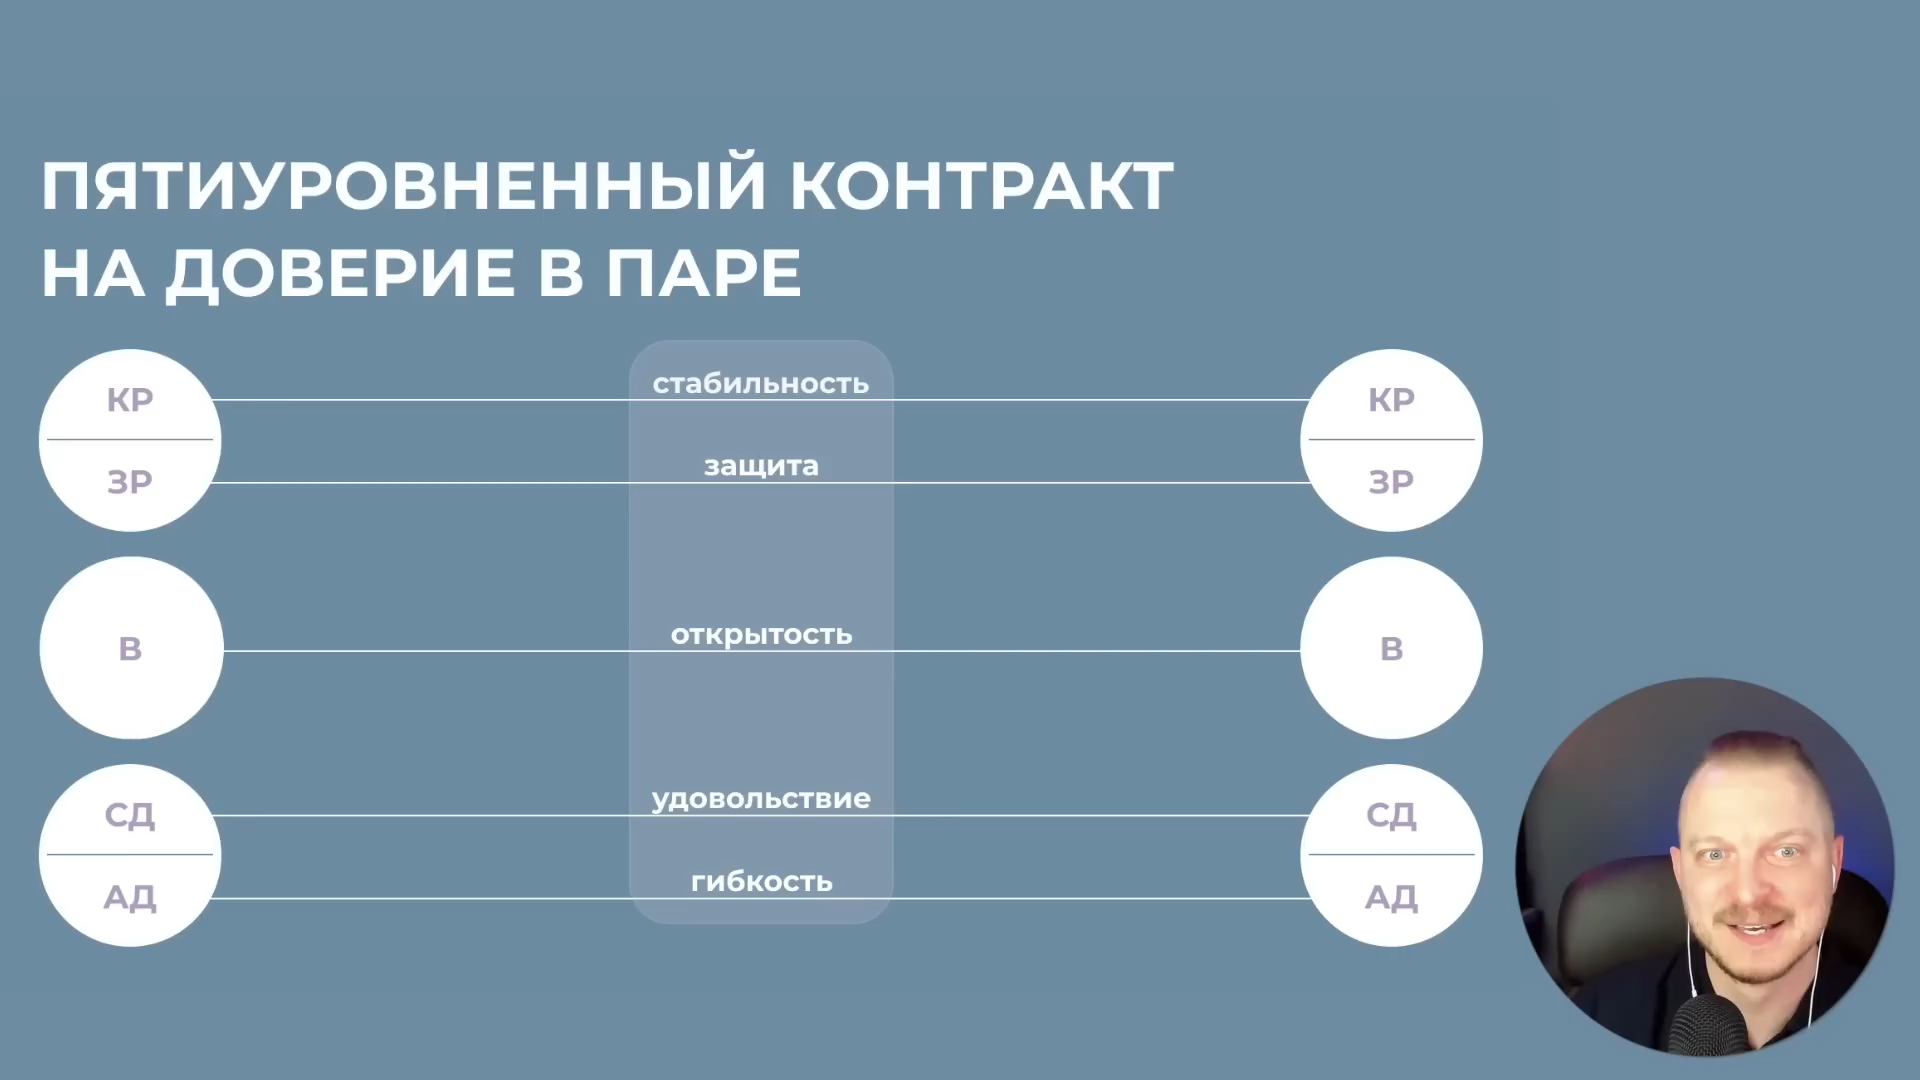 ПЯТИУРОВНЕННЫЙ КОНТРАКТ
НА ДОВЕРИЕ В ПАРЕ
КР стабильность КР
ЗР защита ЗР
В открытость В
СД удовольствие СД
АД гибкость АД